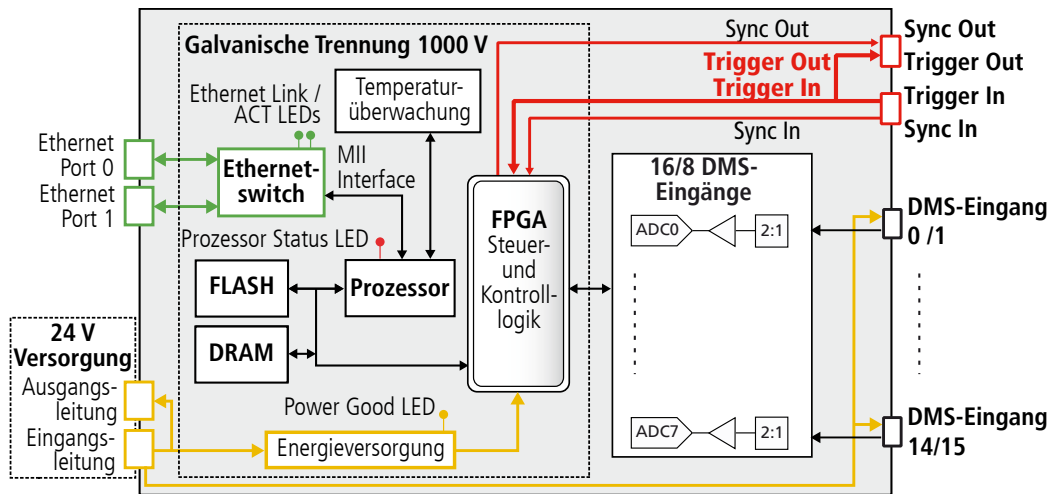 Galvanische Trennung 1000 V
Sync Out
Trigger Out
Trigger In
Sync In
Sync Out
Trigger Out
Trigger In
Sync In
Ethernet Link /
ACT LEDs
Temperatur-
überwachung
Ethernet
Port 0
Ethernet
Port 1
Ethernet-
switch
MII
Interface
Prozessor Status LED
FLASH
Prozessor
DRAM
FPGA
Steuer-
und
Kontroll-
logik
16/8 DMS-
Eingänge
ADC0
2:1
ADC7
2:1
DMS-Eingang
0 /1
DMS-Eingang
14/15
24 V
Versorgung
Ausgangs-
leitung
Eingangs-
leitung
Power Good LED
Energieversorgung